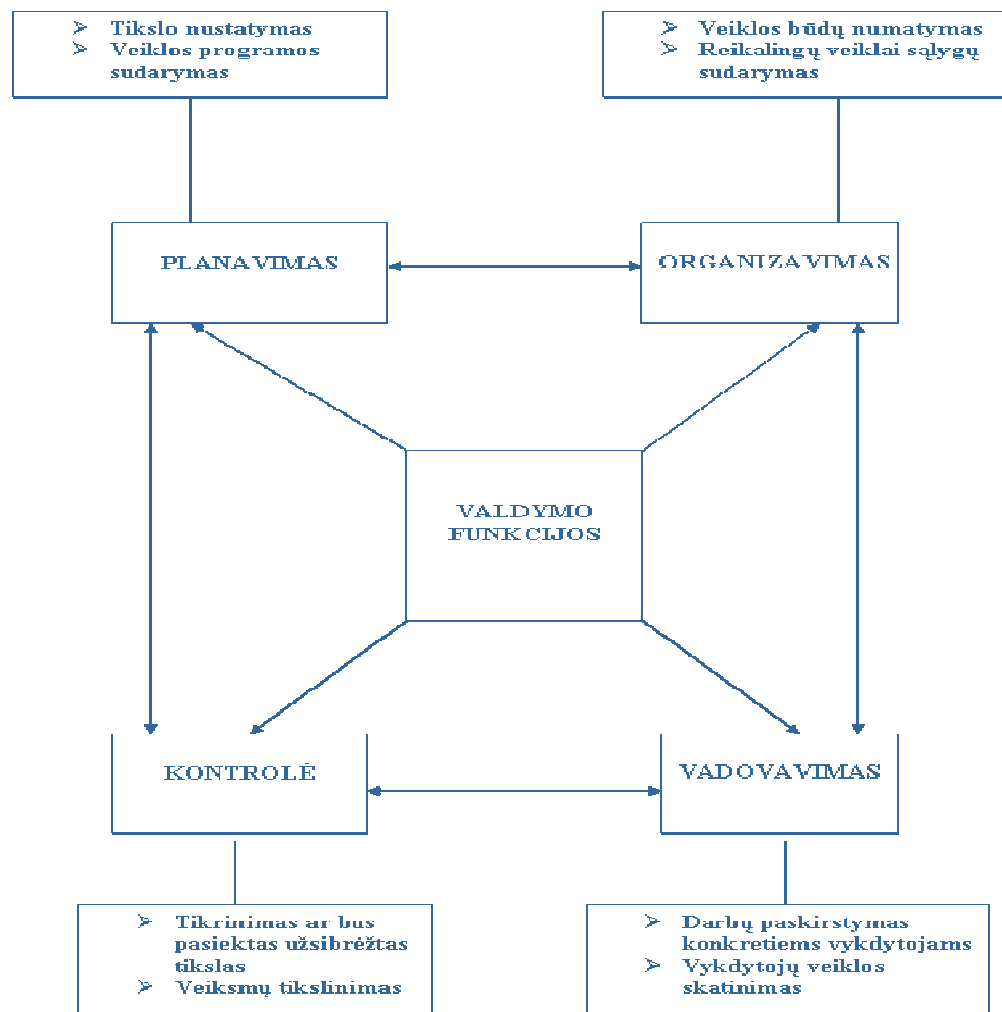 ➢ Tikslo nustatymas
➢ Veiklos programos
sudarymas
➢ Veiklos būdų numatymas
➢ Reikalingų veiklai sąlygų
sudarymas
PLANAVIMAS
ORGANIZAVIMAS
VALDYMO
FUNKCIJOS
KONTROLĖ
VADOVAVIMAS
➢ Tikrinimas ar bus
pasiektas užsibrėžtas
tikslas
➢ Veiksmų tikslinimas
➢ Darbų paskirstymas
konkretiems vykdytojams
➢ Vykdytojų veiklos
skatinimas